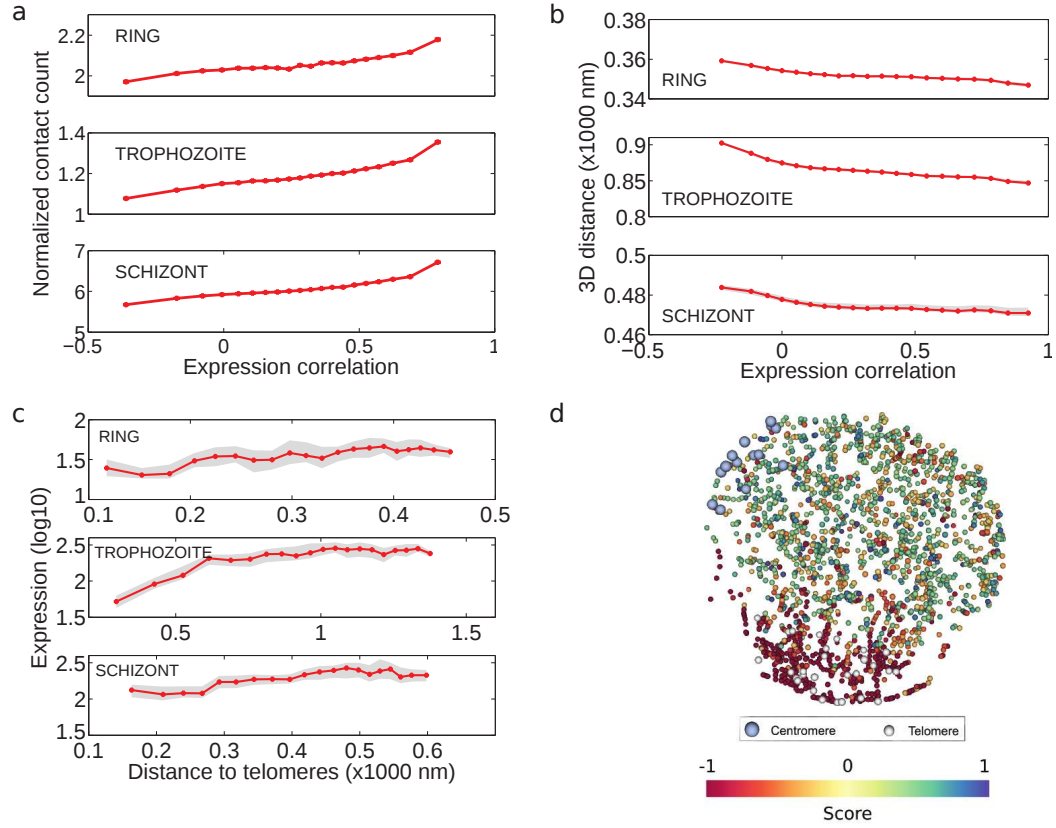 a
Normalized contact count
2.2
2
RING
1.4
1.2
1
TROPHOZOITE
7
6
5
SCHIZONT
−0.5 0 0.5 1
Expression correlation
b
3D distance (x1000 nm)
0.38
0.36
0.34
RING
0.9
0.85
0.8
TROPHOZOITE
0.5
0.48
0.46
SCHIZONT
−0.5 0 0.5 1
Expression correlation
c
Expression (log10)
2
1.5
1
RING
0.1 0.2 0.3 0.4 0.5
2.5
2
1.5
TROPHOZOITE
0.5 1 1.5
2.5
2
1.5
SCHIZONT
0.1 0.2 0.3 0.4 0.5 0.6
Distance to telomeres (x1000 nm)
d
Centromere Telomere
-1 0 1
Score